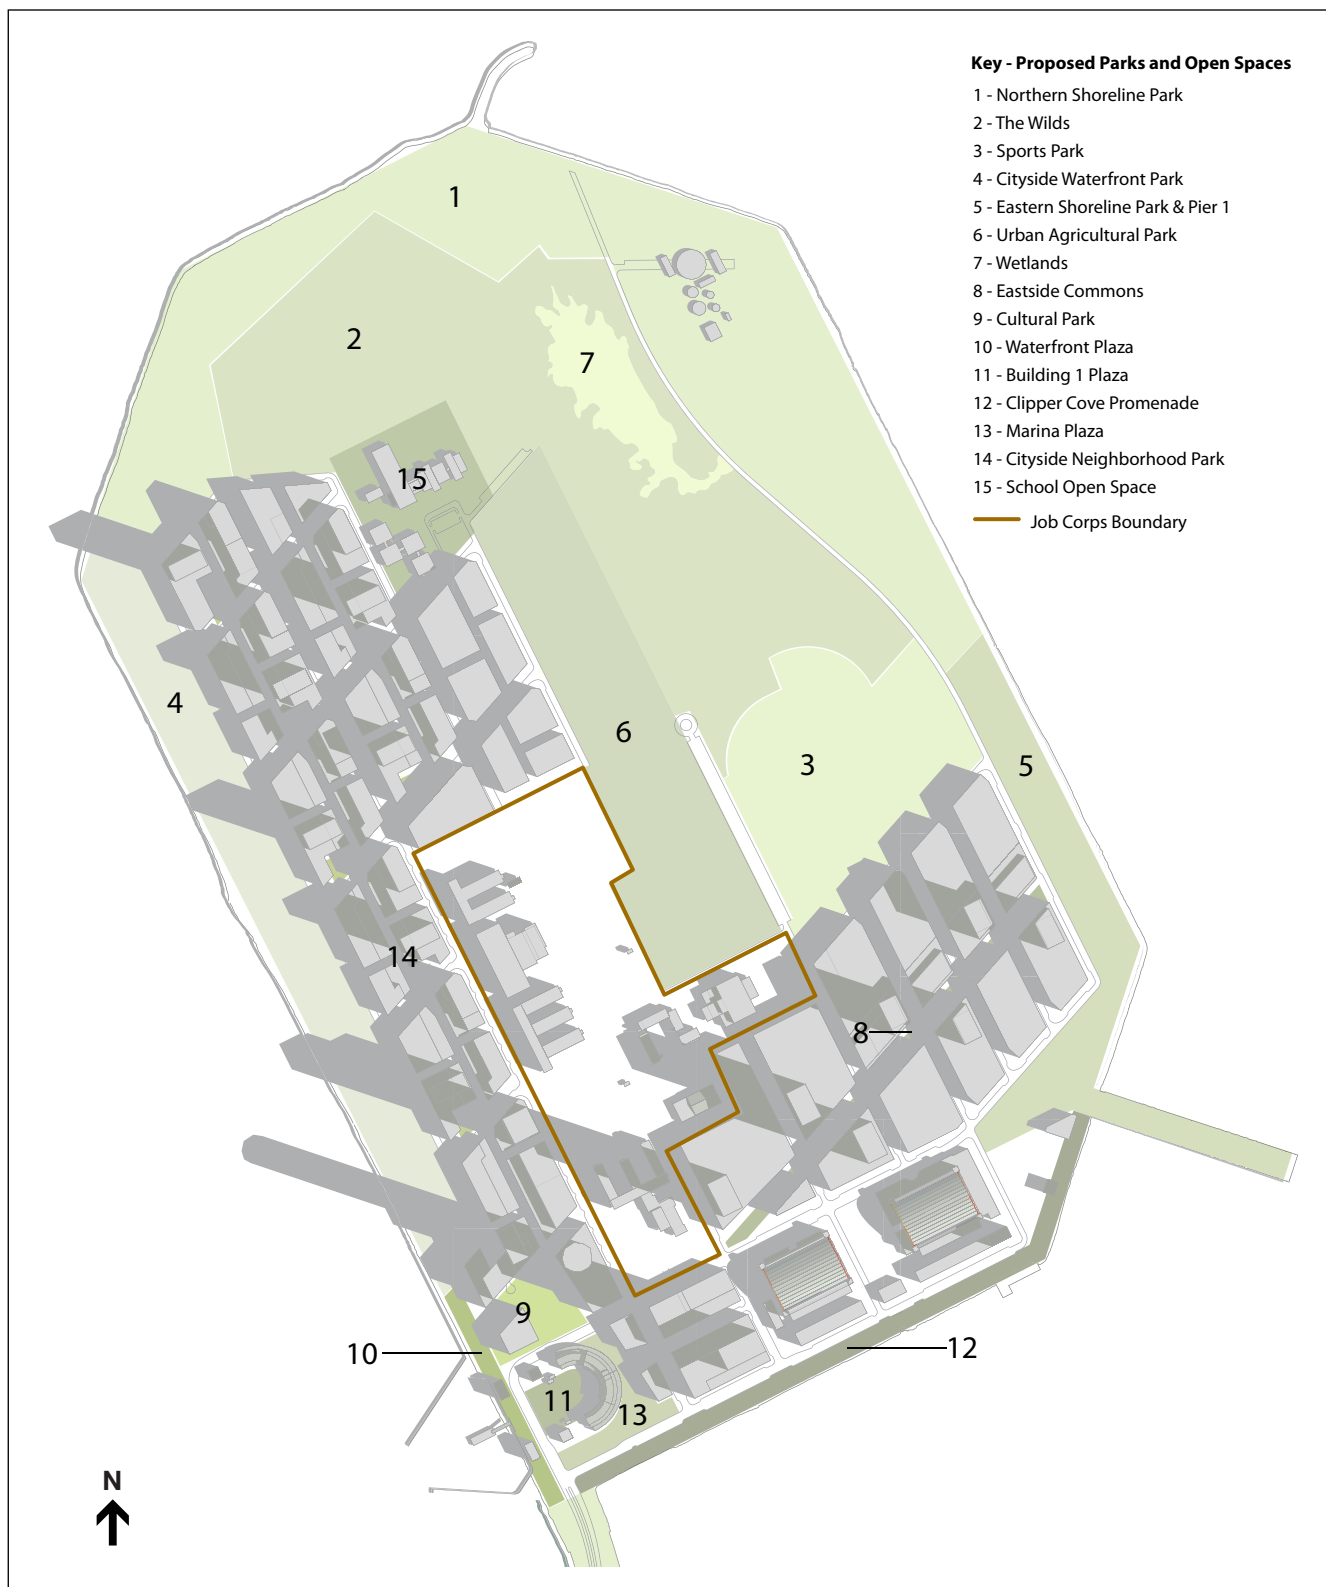 Key - Proposed Parks and Open Spaces
1 - Northern Shoreline Park
2 - The Wilds
3 - Sports Park
4 - Cityside Waterfront Park
5 - Eastern Shoreline Park & Pier 1
6 - Urban Agricultural Park
7 - Wetlands
8 - Eastside Commons
9 - Cultural Park
10 - Waterfront Plaza
11 - Building 1 Plaza
12 - Clipper Cove Promenade
13 - Marina Plaza
14 - Cityside Neighborhood Park
15 - School Open Space
Job Corps Boundary
1
2
7
15
4
6
3
5
14
8
9
10
12
11
13
N